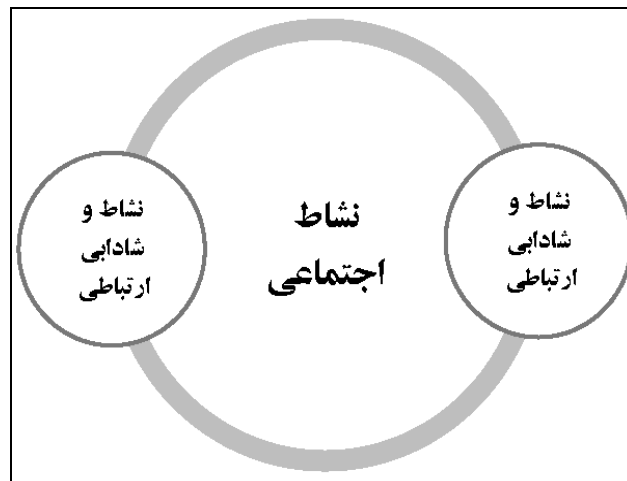 نشاط و
شادابی
ارتباطی
نشاط
اجتماعی
نشاط و
شادابی
ارتباطی